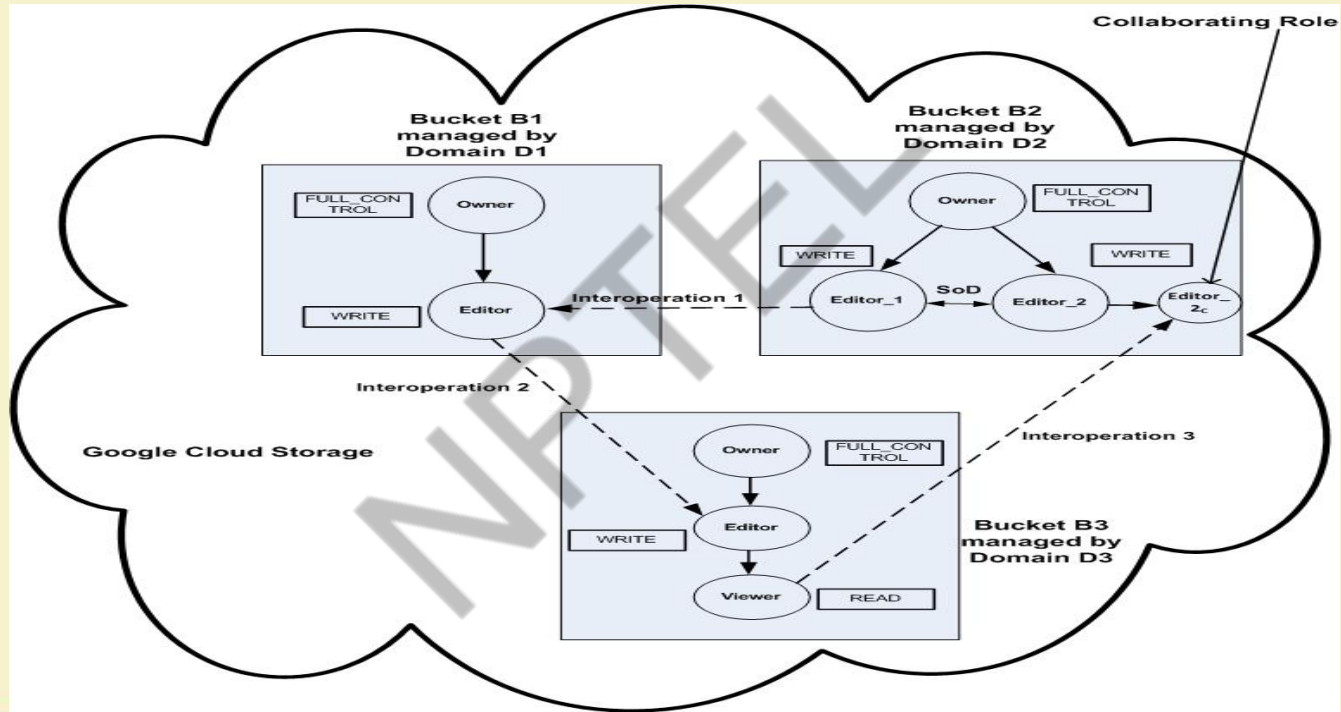 Collaborating Role
Bucket B1
managed by
Domain D1
FULL_CON
TROL
Owner
WRITE
Editor
Bucket B2
managed by
Domain D2
Owner
FULL_CON
TROL
WRITE
WRITE
Editor_1
SoD
Editor_2
Editor_
2c
Interoperation 1
Interoperation 2
Interoperation 3
Google Cloud Storage
Owner
FULL_CON
TROL
Editor
WRITE
Viewer
READ
Bucket B3
managed by
Domain D3
NPTEL